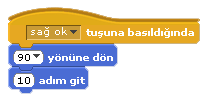 sağ ok tuşuna basıldığında
90 yönüne dön
10 adım git